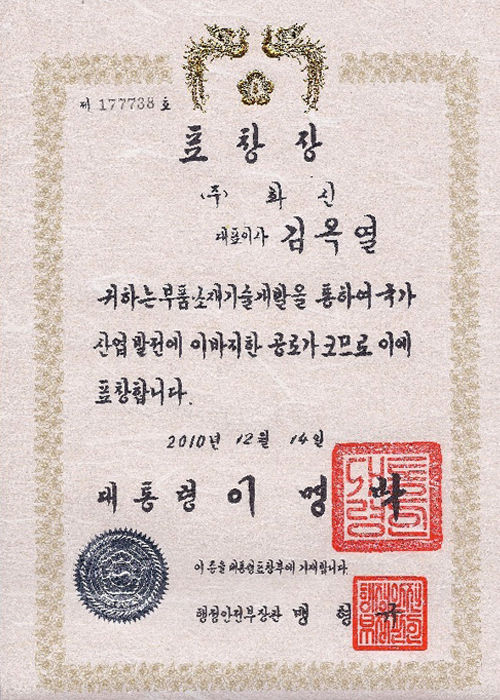 제 177738 호
표창장
(주) 화신
대표이사 김옥열
귀하는 부품·소재기술개발을 통하여 국가
산업발전에 이바지한 공로가 크므로 이에
표창합니다.
2010년 12월 14일
대통령 이명박
이 증을 대통령표창부에 기재합니다.
행정안전부장관 맹형규